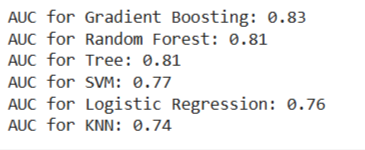 AUC for Gradient Boosting: 0.83
AUC for Random Forest: 0.81
AUC for Tree: 0.81
AUC for SVM: 0.77
AUC for Logistic Regression: 0.76
AUC for KNN: 0.74